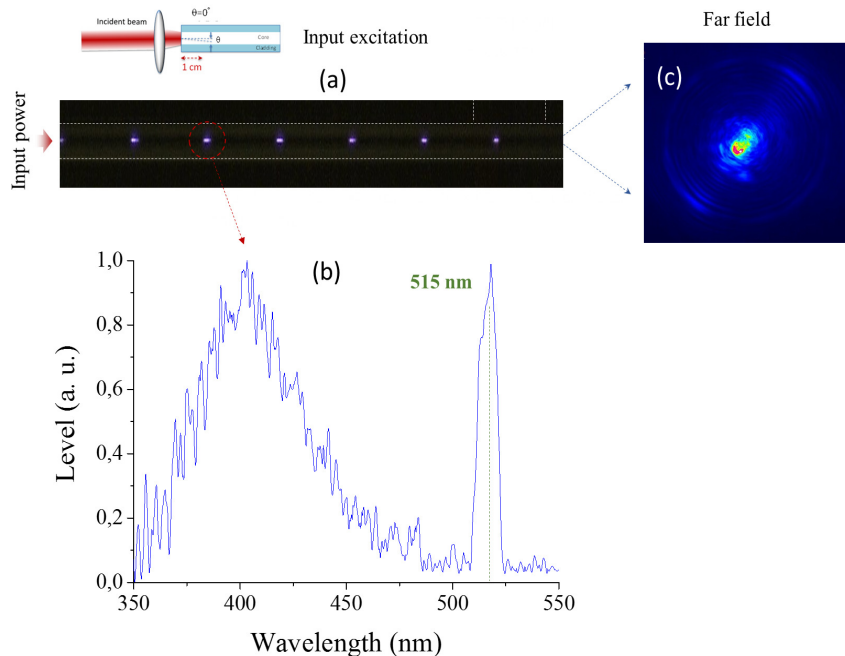 Incident beam
θ=0°
Core
θ
Cladding
1 cm
Input excitation
Far field
(a)
(c)
Input power
(b)
515 nm
1,0
0,8
0,6
0,4
0,2
0,0
Level (a. u.)
350
400
450
500
550
Wavelength (nm)